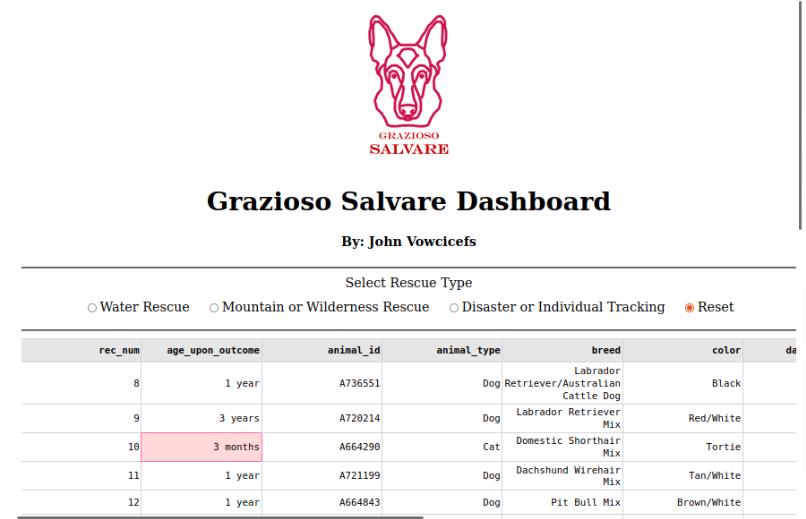 GRAZIOSO
SALVARE
Grazioso Salvare Dashboard
By: John Vowcicefs
Select Rescue Type
Water Rescue Mountain or Wilderness Rescue Disaster or Individual Tracking Reset
rec_num age_upon_outcome animal_id animal_type breed color da
8 1 year A736551 Dog Labrador Retriever/Australian Cattle Dog Black
9 3 years A720214 Dog Labrador Retriever Mix Red/White
10 3 months A664290 Cat Domestic Shorthair Mix Tortie
11 1 year A721199 Dog Dachshund Wirehair Mix Tan/White
12 1 year A664843 Dog Pit Bull Mix Brown/White